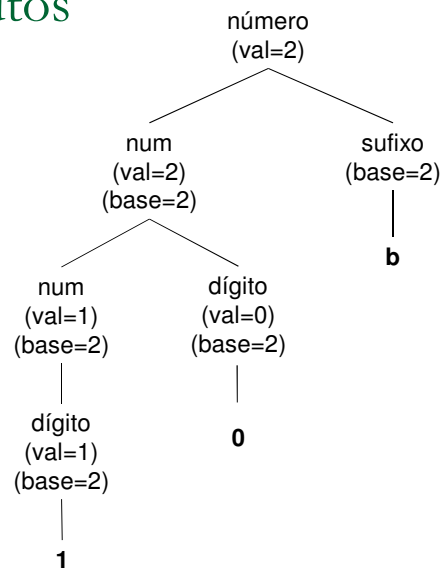 número
(val=2)
num
(val=2)
(base=2)
sufixo
(base=2)
b
num
(val=1)
(base=2)
dígito
(val=0)
(base=2)
dígito
(val=1)
(base=2)
0
1